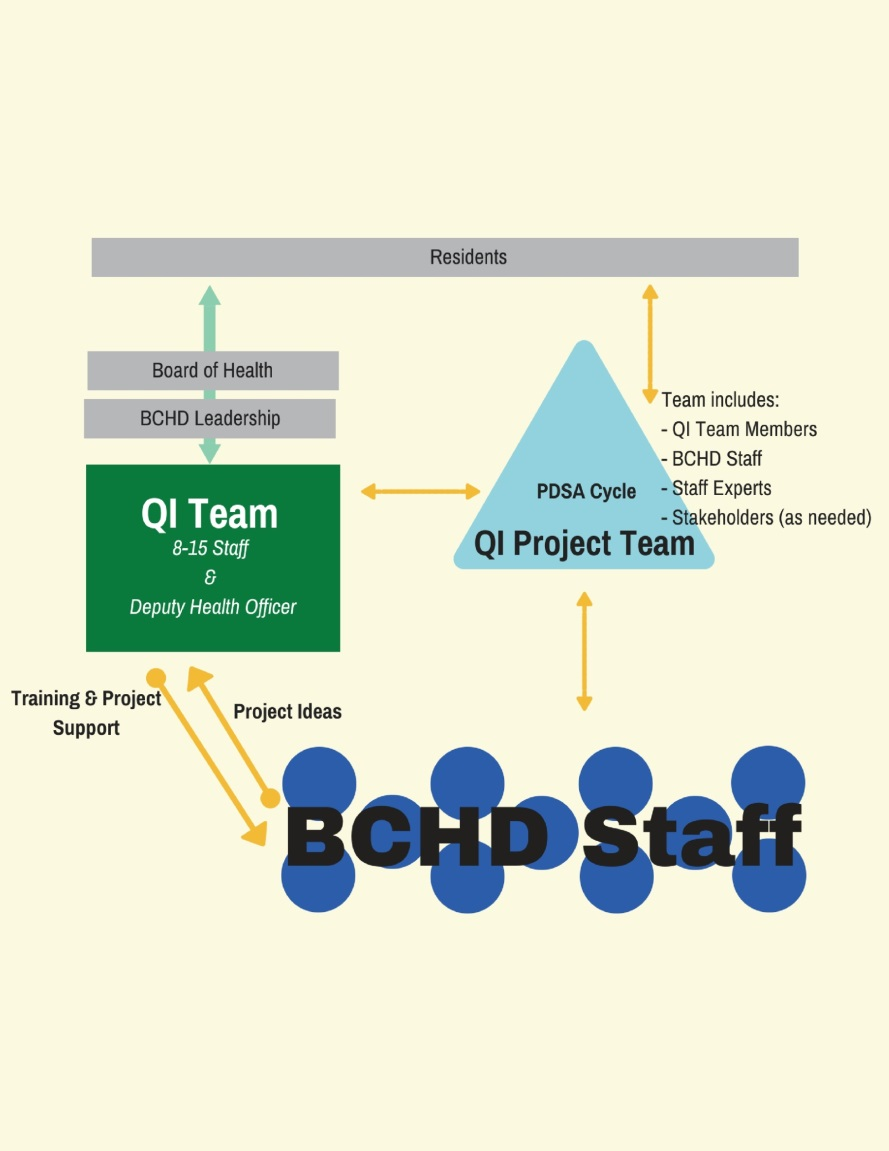 Residents
Board of Health
BCHD Leadership
QI Team
8-15 Staff
&
Deputy Health Officer
PDSA Cycle
QI Project Team
Team includes:
- QI Team Members
- BCHD Staff
- Staff Experts
- Stakeholders (as needed)
Training & Project
Support
Project Ideas
BCHD Staff